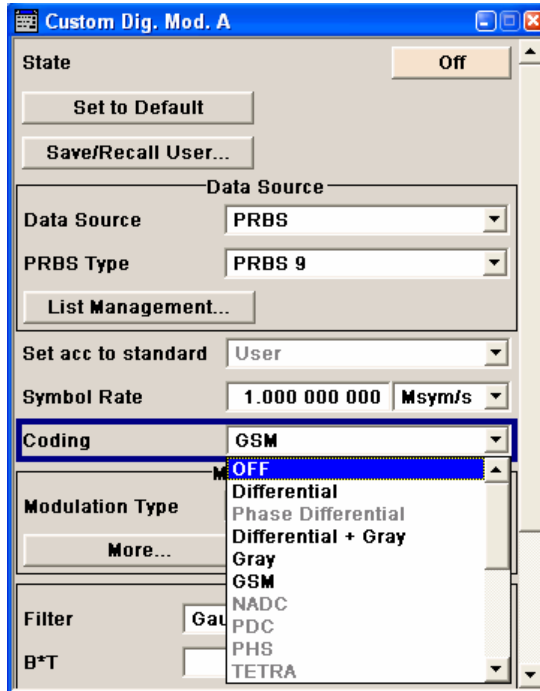 Custom Dig. Mod. A
State Off
Set to Default
Save/Recall User...
Data Source
Data Source PRBS
PRBS Type PRBS 9
List Management...
Set acc to standard User
Symbol Rate 1.000 000 000 Msym/s
Coding GSM
OFF
Differential
Modulation Type
Phase Differential
Differential + Gray
More...
Gray
GSM
NADC
Filter
PDC
PHS
B*T
TETRA